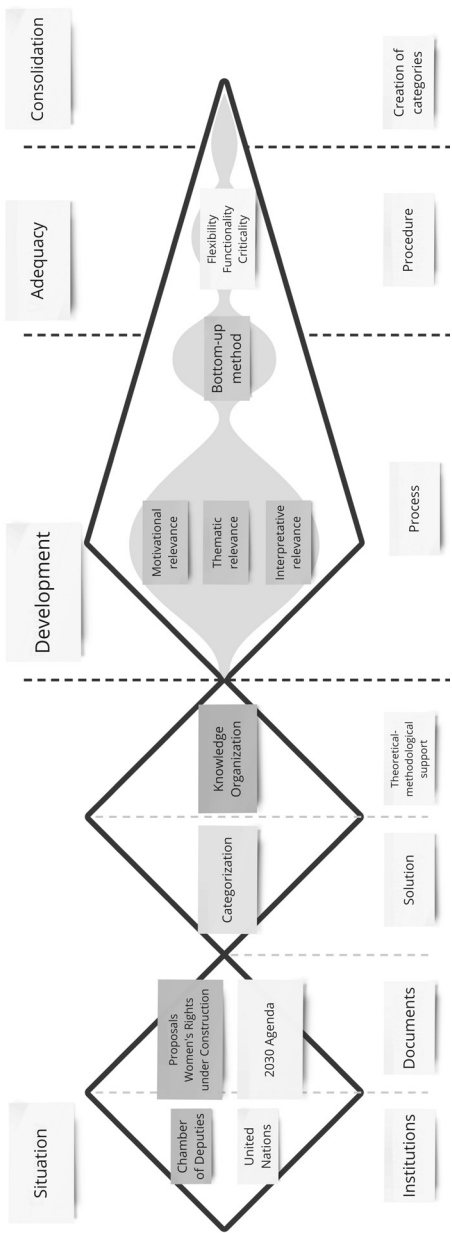 Situation
Development
Adequacy
Consolidation
Chamber
of Deputies
United
Nations
Proposals
Women's Rights
under Construction
2030 Agenda
Categorization
Knowledge
Organization
Motivational
relevance
Thematic
relevance
Interpretative
relevance
Bottom-up
method
Flexibility
Functionality
Criticality
Institutions
Documents
Solution
Theoretical-
methodological
support
Process
Procedure
Creation of
categories